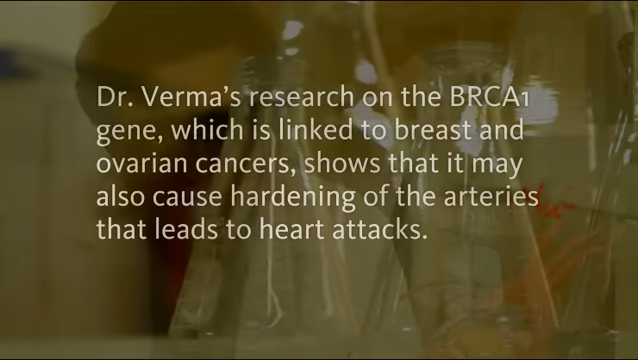 Dr. Verma’s research on the BRCA1
gene, which is linked to breast and
ovarian cancers, shows that it may
also cause hardening of the arteries
that leads to heart attacks.